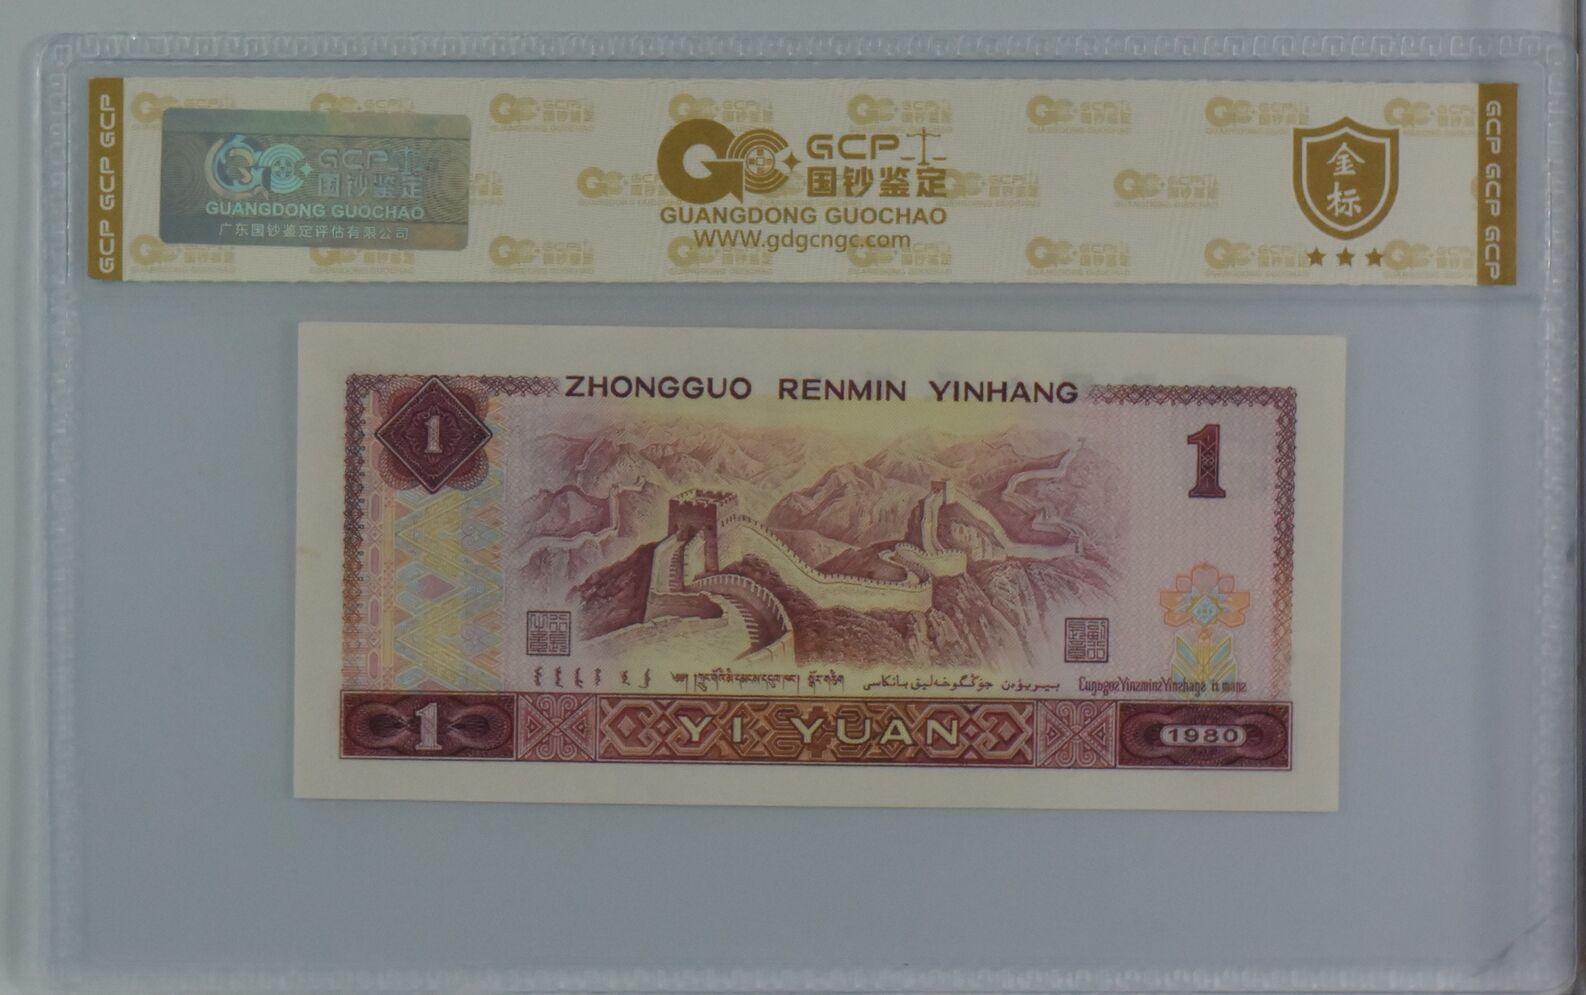 GCP GCP GCP
GCP
国钞鉴定
GUANGDONG GUOCHAO
广东国钞鉴定评估有限公司
GCP
国钞鉴定
GUANGDONG GUOCHAO
www.gdgcngc.com
金
标
GCP GCP GCP
ZHONGGUO RENMIN YINHANG
1
1
1
YI YUAN
1980